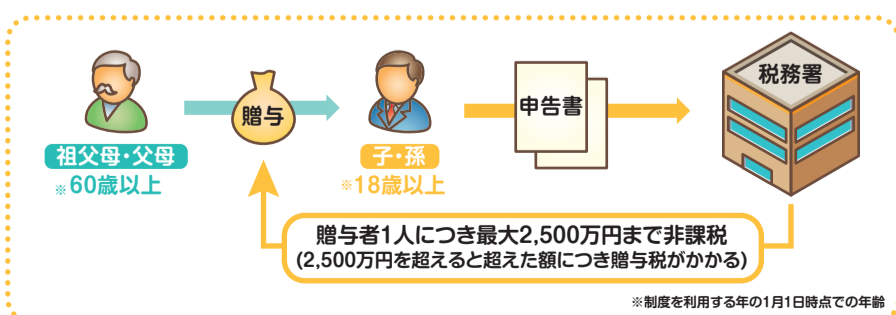 税務署
贈与
申告書
祖父母・父母
※60歳以上
子・孫
※18歳以上
贈与者1人につき最大2,500万円まで非課税
(2,500万円を超えると超えた額につき贈与税がかかる)
※制度を利用する年の1月1日時点での年齢